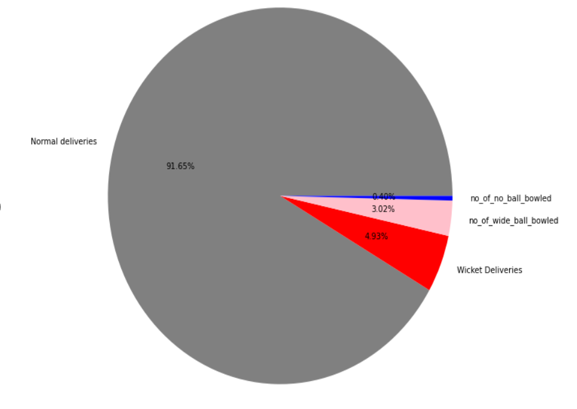 Normal deliveries
91.65%
0.40%
no_of_no_ball_bowled
3.02%
no_of_wide_ball_bowled
4.93%
Wicket Deliveries